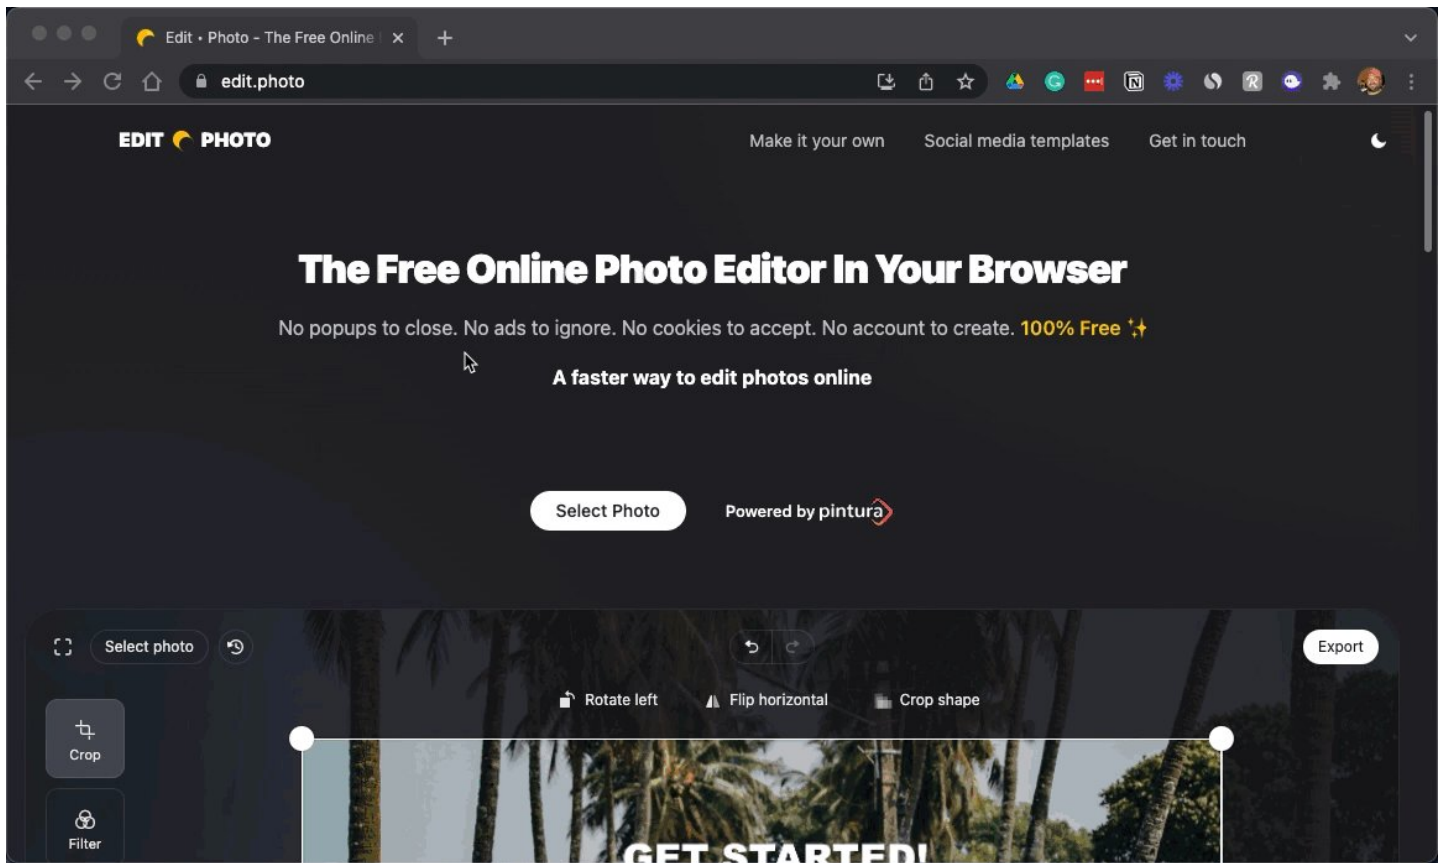 Edit • Photo - The Free Online
edit.photo
EDIT PHOTO
Make it your own
Social media templates
Get in touch
The Free Online Photo Editor In Your Browser
No popups to close. No ads to ignore. No cookies to accept. No account to create. 100% Free
A faster way to edit photos online
Select Photo
Powered by pintura
Select photo
Export
Rotate left
Flip horizontal
Crop shape
Crop
Filter
GET STARTED!